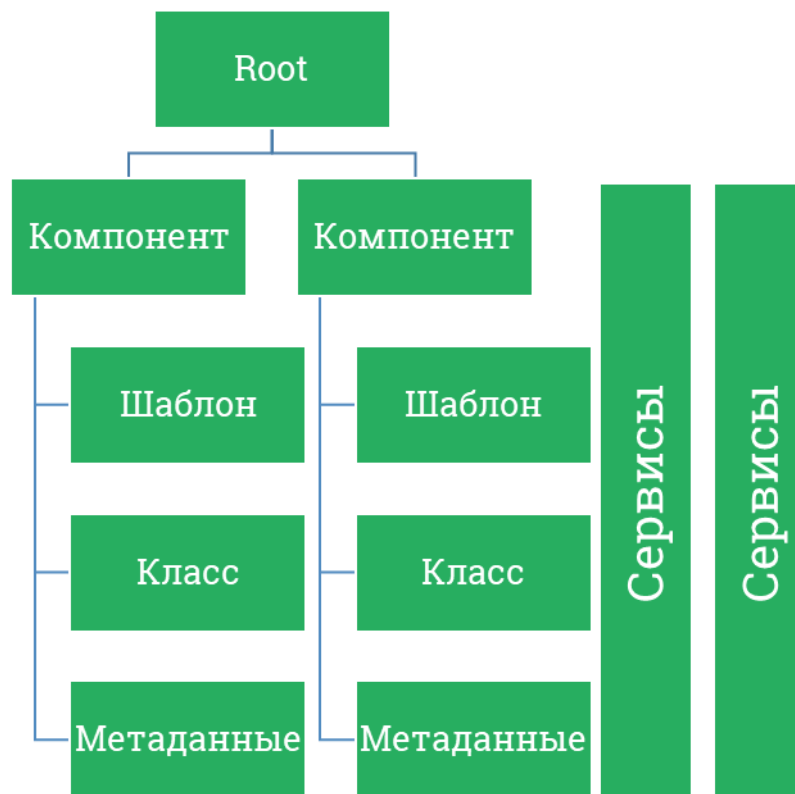 Root
Компонент
Компонент
Шаблон
Шаблон
Класс
Класс
Метаданные
Метаданные
Сервисы
Сервисы